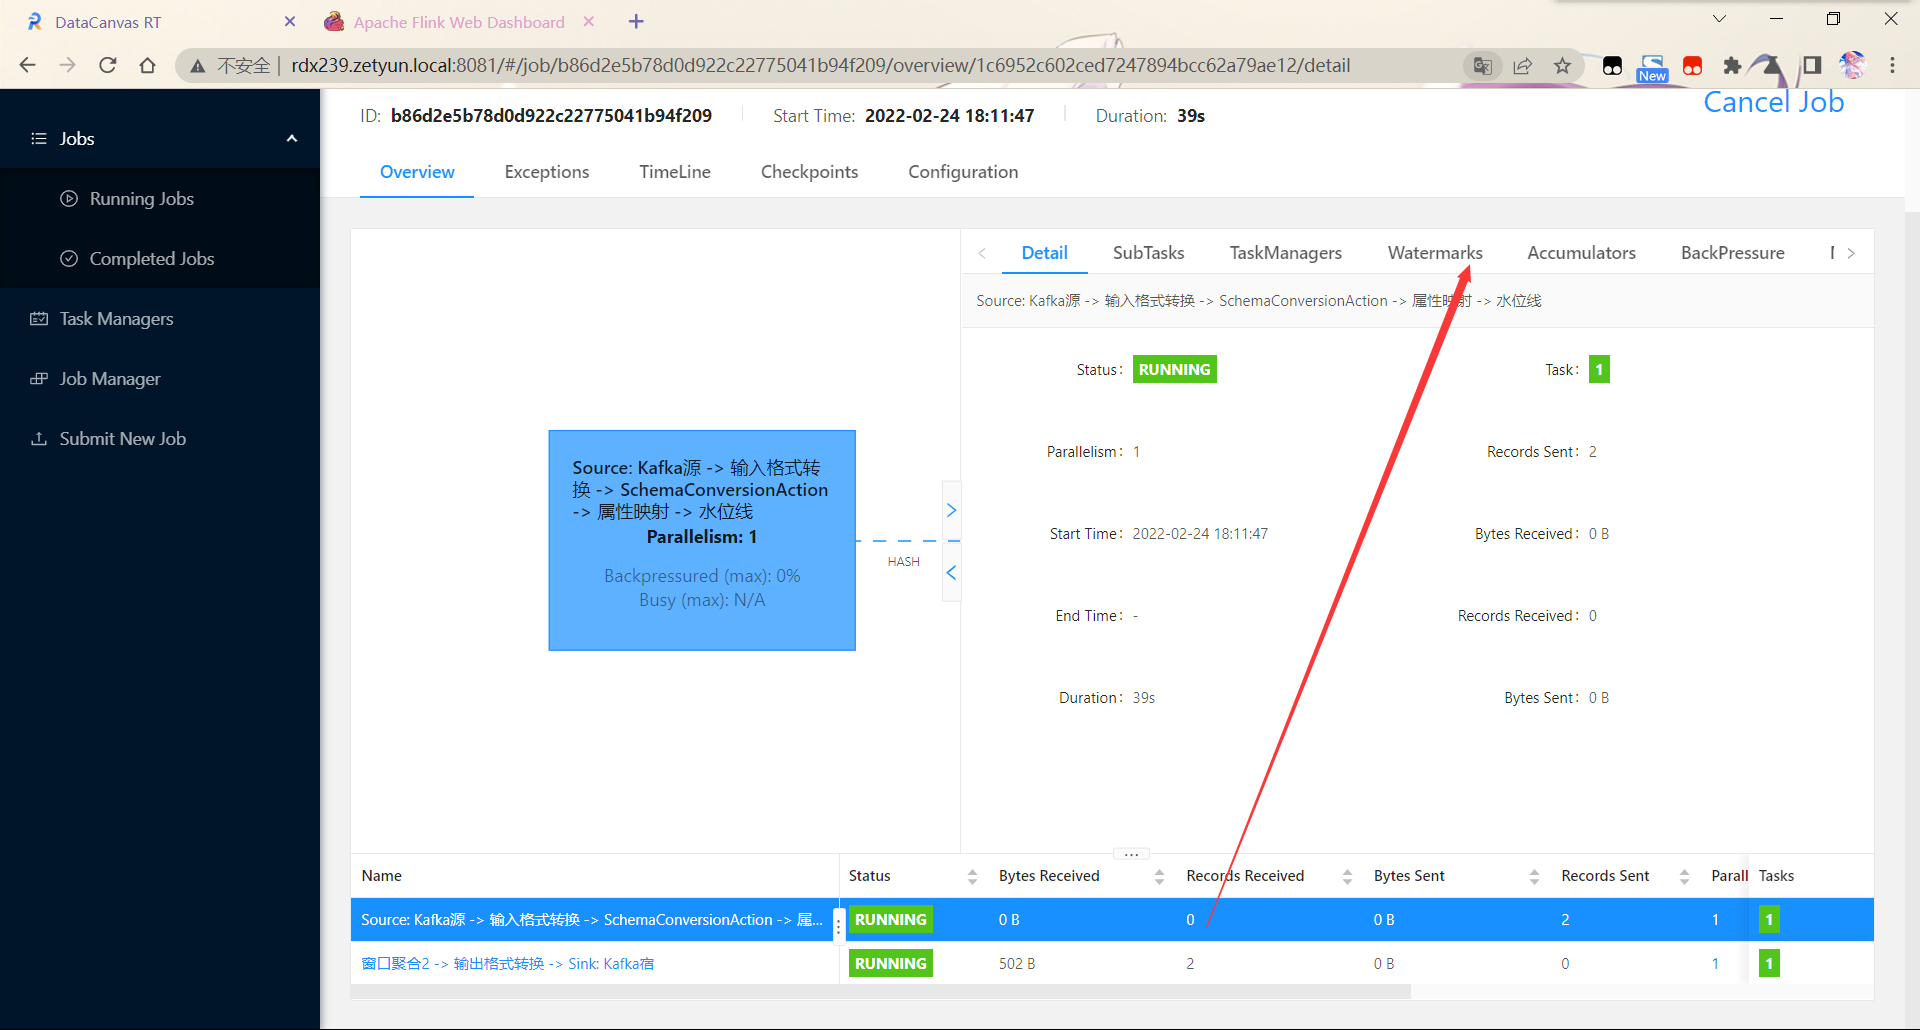 DataCanvas RT
Apache Flink Web Dashboard
不安全 | rdx239.zetyun.local:8081/#/job/b86d2e5b78d0d922c22775041b94f209/overview/1c6952c602ced7247894bcc62a79ae12/detail
New
Jobs
Running Jobs
Completed Jobs
Task Managers
Job Manager
Submit New Job
ID: b86d2e5b78d0d922c22775041b94f209 Start Time: 2022-02-24 18:11:47 Duration: 39s
Cancel Job
Overview Exceptions TimeLine Checkpoints Configuration
Source: Kafka源 -> 输入格式转
换 -> SchemaConversionAction
-> 属性映射 -> 水位线
Parallelism: 1
Backpressured (max): 0%
Busy (max): N/A
HASH
Detail SubTasks TaskManagers Watermarks Accumulators BackPressure
Source: Kafka源 -> 输入格式转换 -> SchemaConversionAction -> 属性映射 -> 水位线
Status: RUNNING Task: 1
Parallelism: 1 Records Sent: 2
Start Time: 2022-02-24 18:11:47 Bytes Received: 0 B
End Time: - Records Received: 0
Duration: 39s Bytes Sent: 0 B
Name Status Bytes Received Records Received Bytes Sent Records Sent Parall Tasks
Source: Kafka源 -> 输入格式转换 -> SchemaConversionAction -> 属... RUNNING 0 B 0 0 B 2 1 1
窗口聚合2 -> 输出格式转换 -> Sink: Kafka宿 RUNNING 502 B 2 0 B 0 1 1